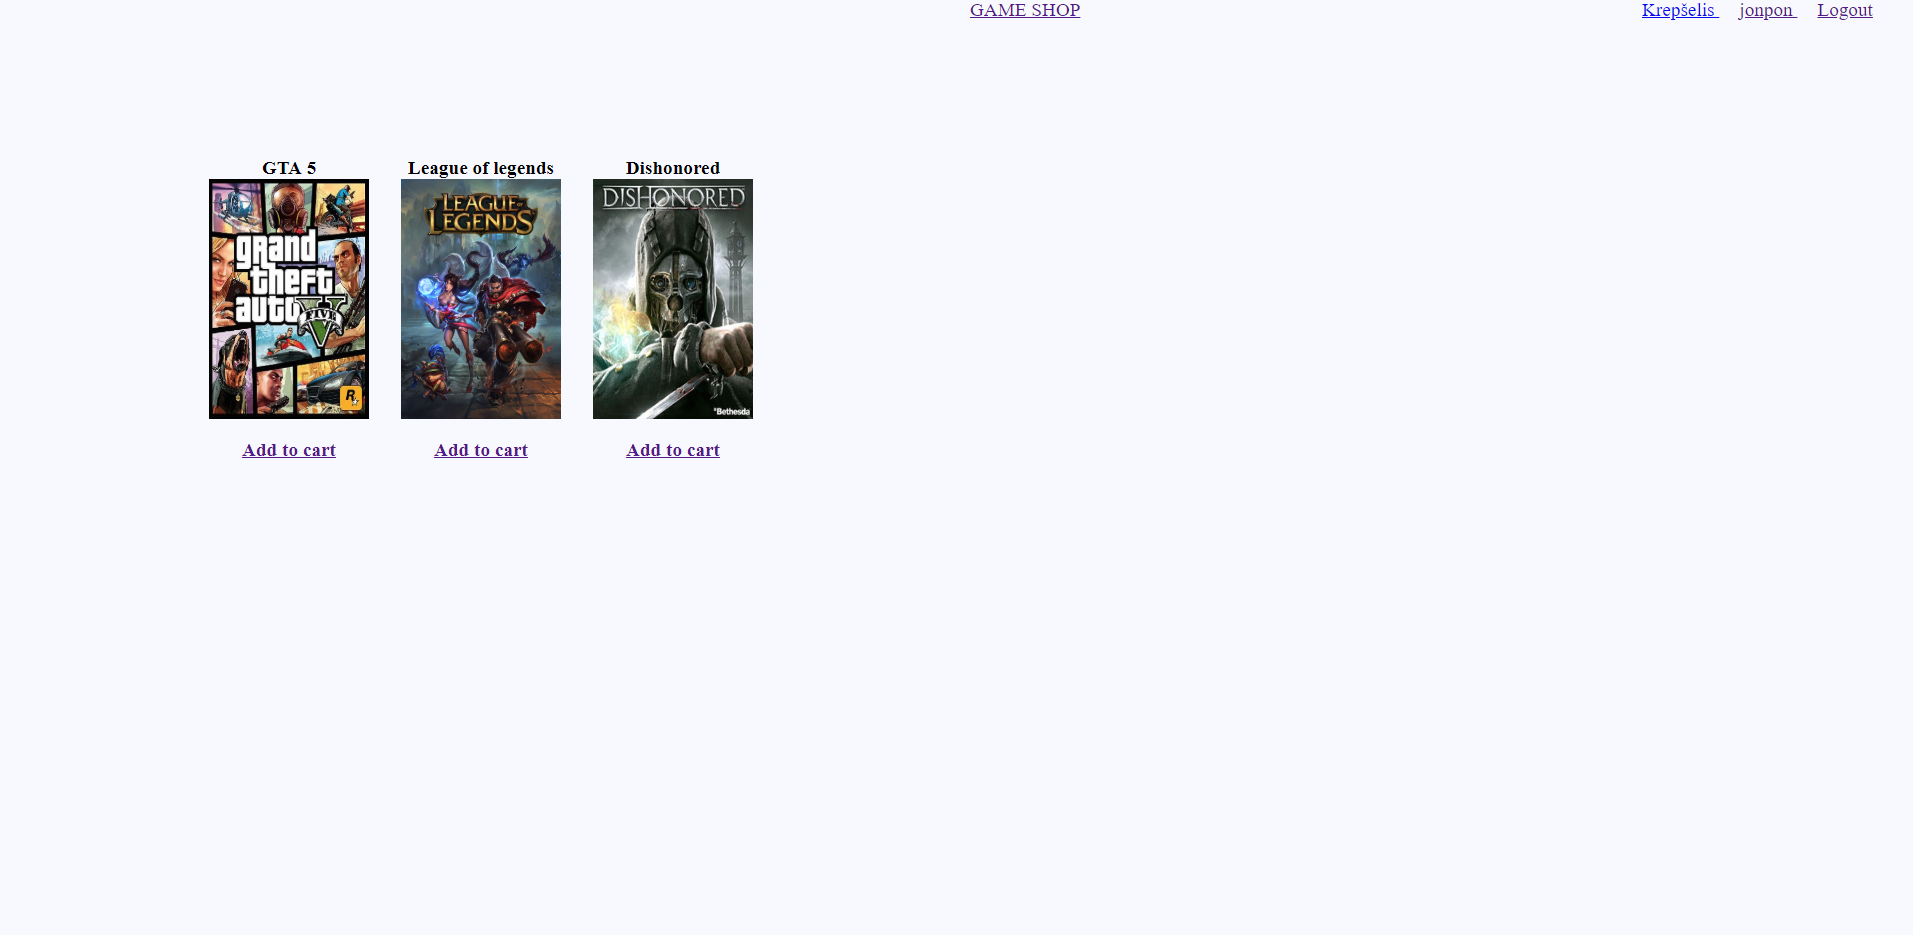 GAME SHOP Krepšelis jonpon Logout
GTA 5 League of legends Dishonored
grand
theft
auto
FIVE
V
R
LEAGUE OF
LEGENDS
DISHONORED
Bethesda
Add to cart Add to cart Add to cart